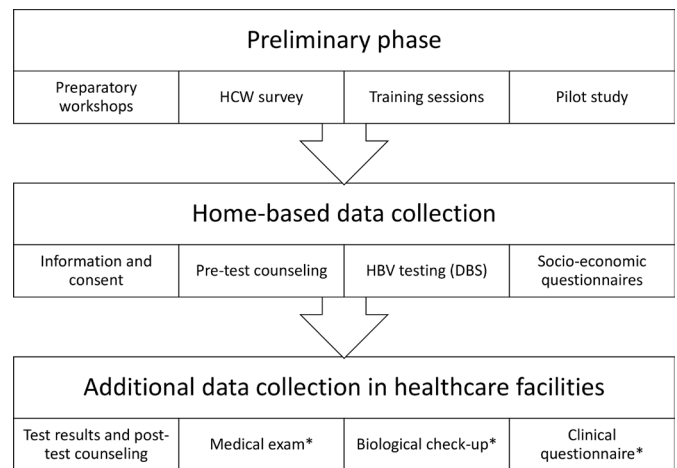 Preliminary phase
Preparatory
workshops
HCW survey
Training sessions
Pilot study
Home-based data collection
Information and
consent
Pre-test counseling
HBV testing (DBS)
Socio-economic
questionnaires
Additional data collection in healthcare facilities
Test results and post-
test counseling
Medical exam*
Biological check-up*
Clinical
questionnaire*